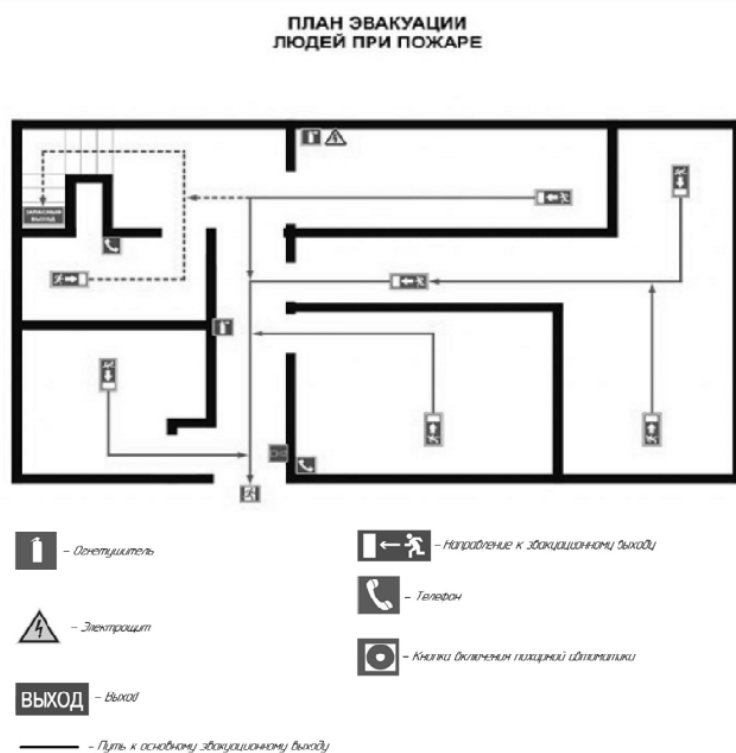 ПЛАН ЭВАКУАЦИИ
ЛЮДЕЙ ПРИ ПОЖАРЕ
ЗАПАСНЫЙ
ВЫХОД
– Огнетушитель
– Направление к эвакуационному выходу
– Телефон
– Электрощит
– Кнопка включения пожарной автоматики
ВЫХОД – Выход
– Путь к основному эвакуационному выходу